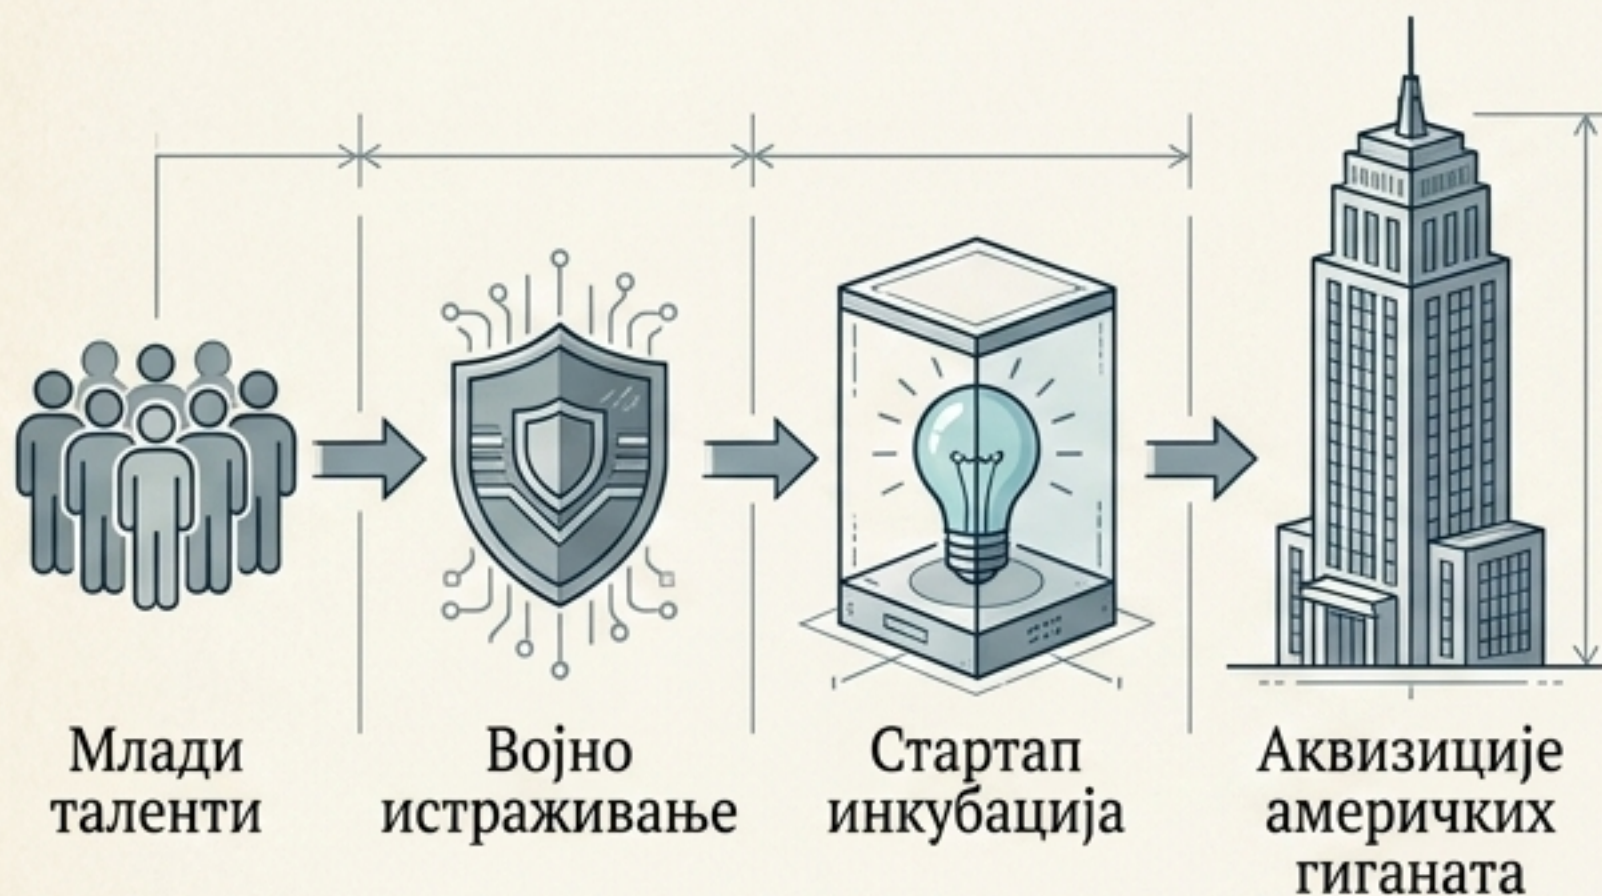 Млади
таленти
Војно
истраживање
Стартап
инкубација
Аквизиције
америчких
гиганата